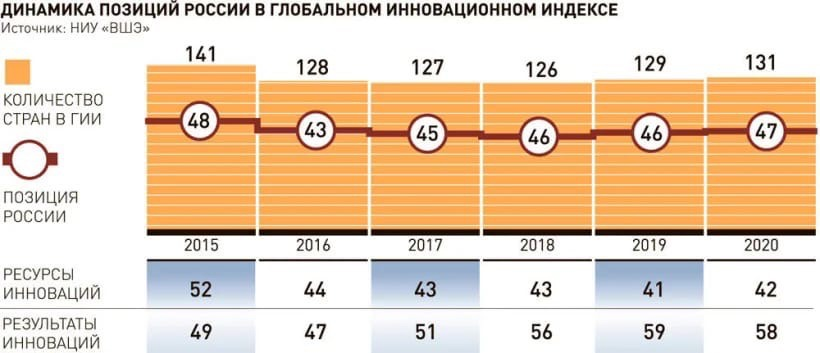 ДИНАМИКА ПОЗИЦИЙ РОССИИ В ГЛОБАЛЬНОМ ИННОВАЦИОННОМ ИНДЕКСЕ
Источник: НИУ «ВШЭ»
141 128 127 126 129 131
КОЛИЧЕСТВО
СТРАН В ГИИ
48 43 45 46 46 47
ПОЗИЦИЯ
РОССИИ
2015 2016 2017 2018 2019 2020
РЕСУРСЫ
ИННОВАЦИЙ
52 44 43 43 41 42
РЕЗУЛЬТАТЫ
ИННОВАЦИЙ
49 47 51 56 59 58